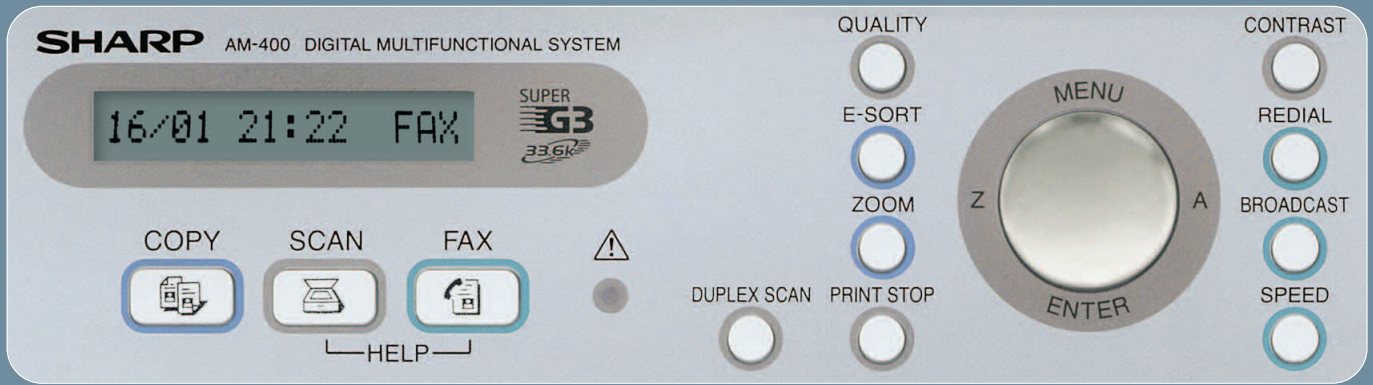 SHARP AM-400 DIGITAL MULTIFUNCTIONAL SYSTEM
16/01 21:22 FAX
SUPER
G3
33.6k
COPY SCAN FAX
HELP
QUALITY
E-SORT
ZOOM
DUPLEX SCAN PRINT STOP
MENU
Z A
ENTER
CONTRAST
REDIAL
BROADCAST
SPEED